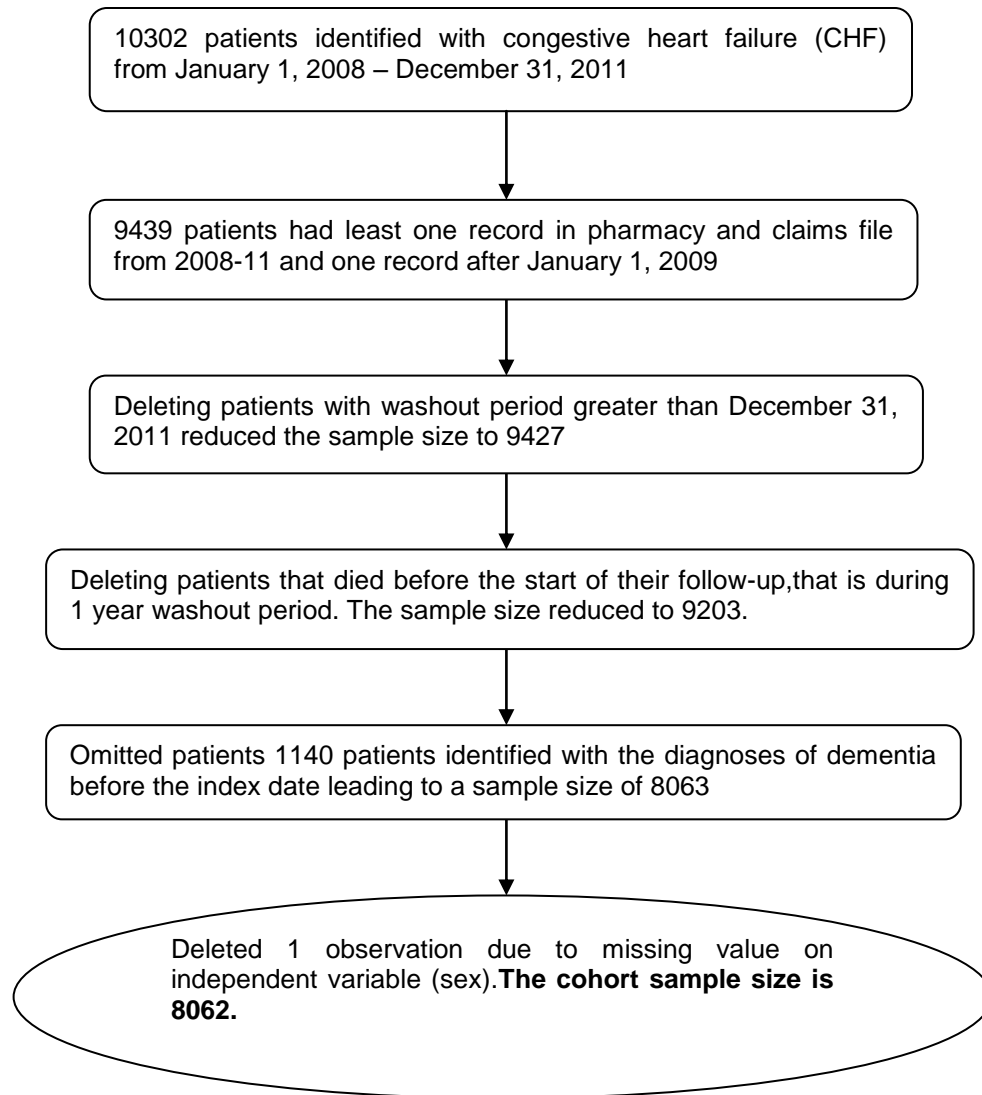 10302 patients identified with congestive heart failure (CHF)
from January 1, 2008 – December 31, 2011
9439 patients had least one record in pharmacy and claims file
from 2008-11 and one record after January 1, 2009
Deleting patients with washout period greater than December 31,
2011 reduced the sample size to 9427
Deleting patients that died before the start of their follow-up,that is during
1 year washout period. The sample size reduced to 9203.
Omitted patients 1140 patients identified with the diagnoses of dementia
before the index date leading to a sample size of 8063
Deleted 1 observation due to missing value on
independent variable (sex).The cohort sample size is
8062.